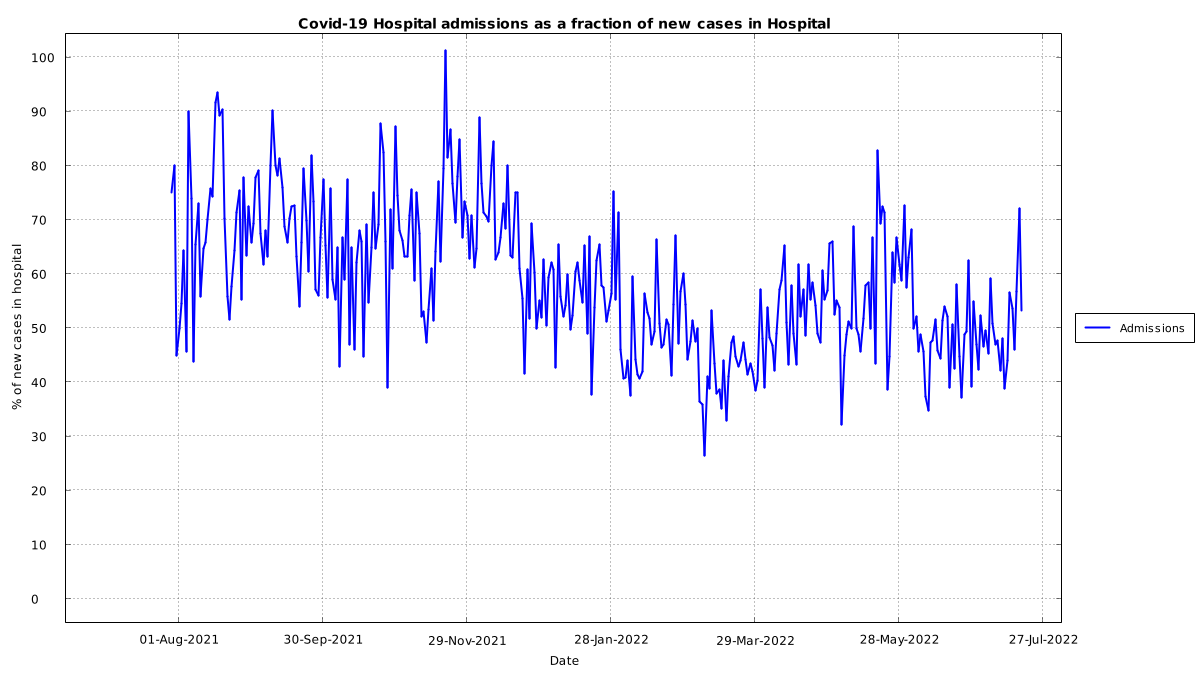 Covid-19 Hospital admissions as a fraction of new cases in Hospital
% of new cases in hospital
100
90
80
70
60
50
40
30
20
10
0
Admissions
01-Aug-2021 30-Sep-2021 29-Nov-2021 28-Jan-2022 29-Mar-2022 28-May-2022 27-Jul-2022
Date